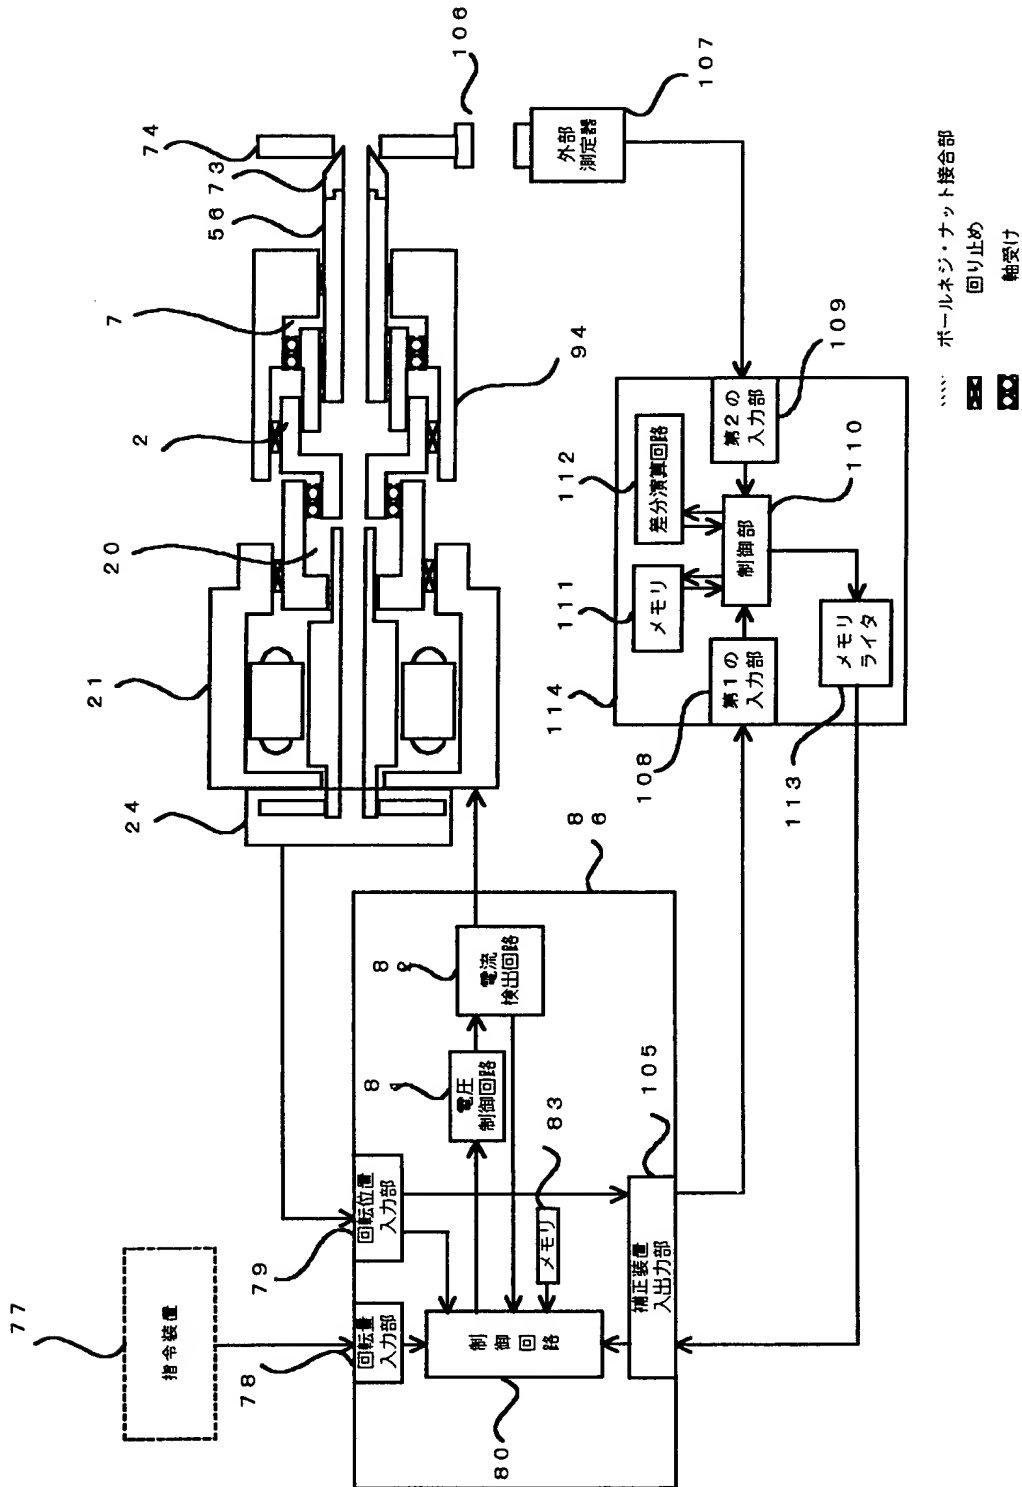 77
指令装置
78
回転量
入力部
79
回転位置
入力部
80
制御回路
電圧
制御回路
電流
検出回路
83
メモリ
105
補正装置
入出力部
86
24
21
20
2
7
56
73
74
94
106
107
外部
測定器
114
108
第1の
入力部
111
メモリ
112
差分演算回路
109
第2の
入力部
110
制御部
113
メモリ
ライタ
ボールネジ・ナット接合部
回り止め
軸受け